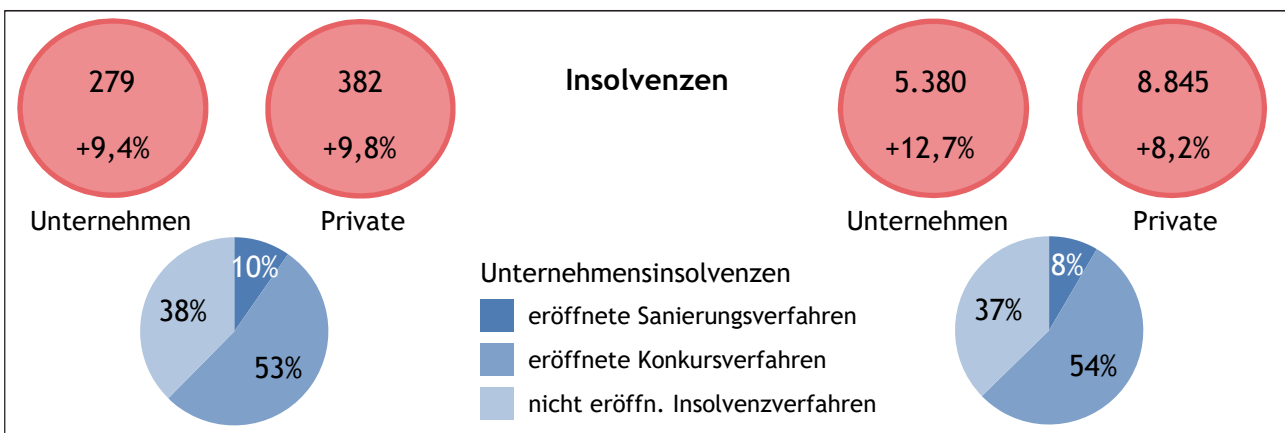 279
+9,4%
Unternehmen
382
+9,8%
Private
Insolvenzen
5.380
+12,7%
Unternehmen
8.845
+8,2%
Private
10%
38%
53%
Unternehmensinsolvenzen
eröffnete Sanierungsverfahren
eröffnete Konkursverfahren
nicht eröffn. Insolvenzverfahren
8%
37%
54%